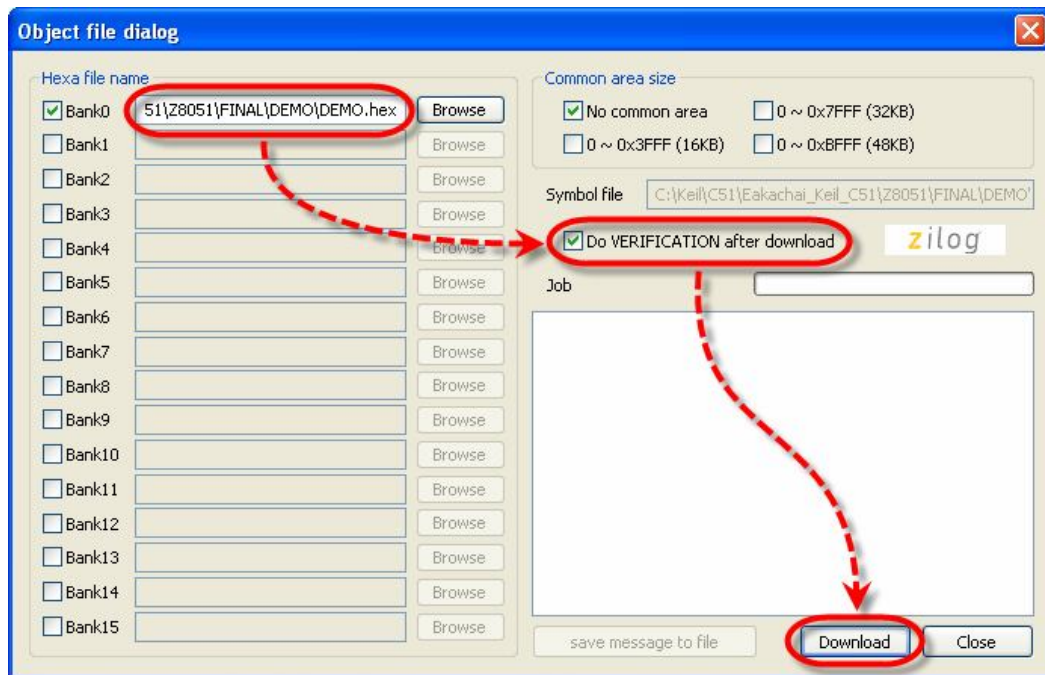 Object file dialog
Hexa file name
Bank0 51\Z8051\FINAL\DEMO\DEMO.hex Browse
Bank1 Browse
Bank2 Browse
Bank3 Browse
Bank4 Browse
Bank5 Browse
Bank6 Browse
Bank7 Browse
Bank8 Browse
Bank9 Browse
Bank10 Browse
Bank11 Browse
Bank12 Browse
Bank13 Browse
Bank14 Browse
Bank15 Browse
Common area size
No common area 0 ~ 0x7FFF (32KB)
0 ~ 0x3FFF (16KB) 0 ~ 0xBFFF (48KB)
Symbol file C:\Keil\C51\Eakachai_Keil_C51\Z8051\FINAL\DEMO'
Do VERIFICATION after download zilog
Job
save message to file Download Close